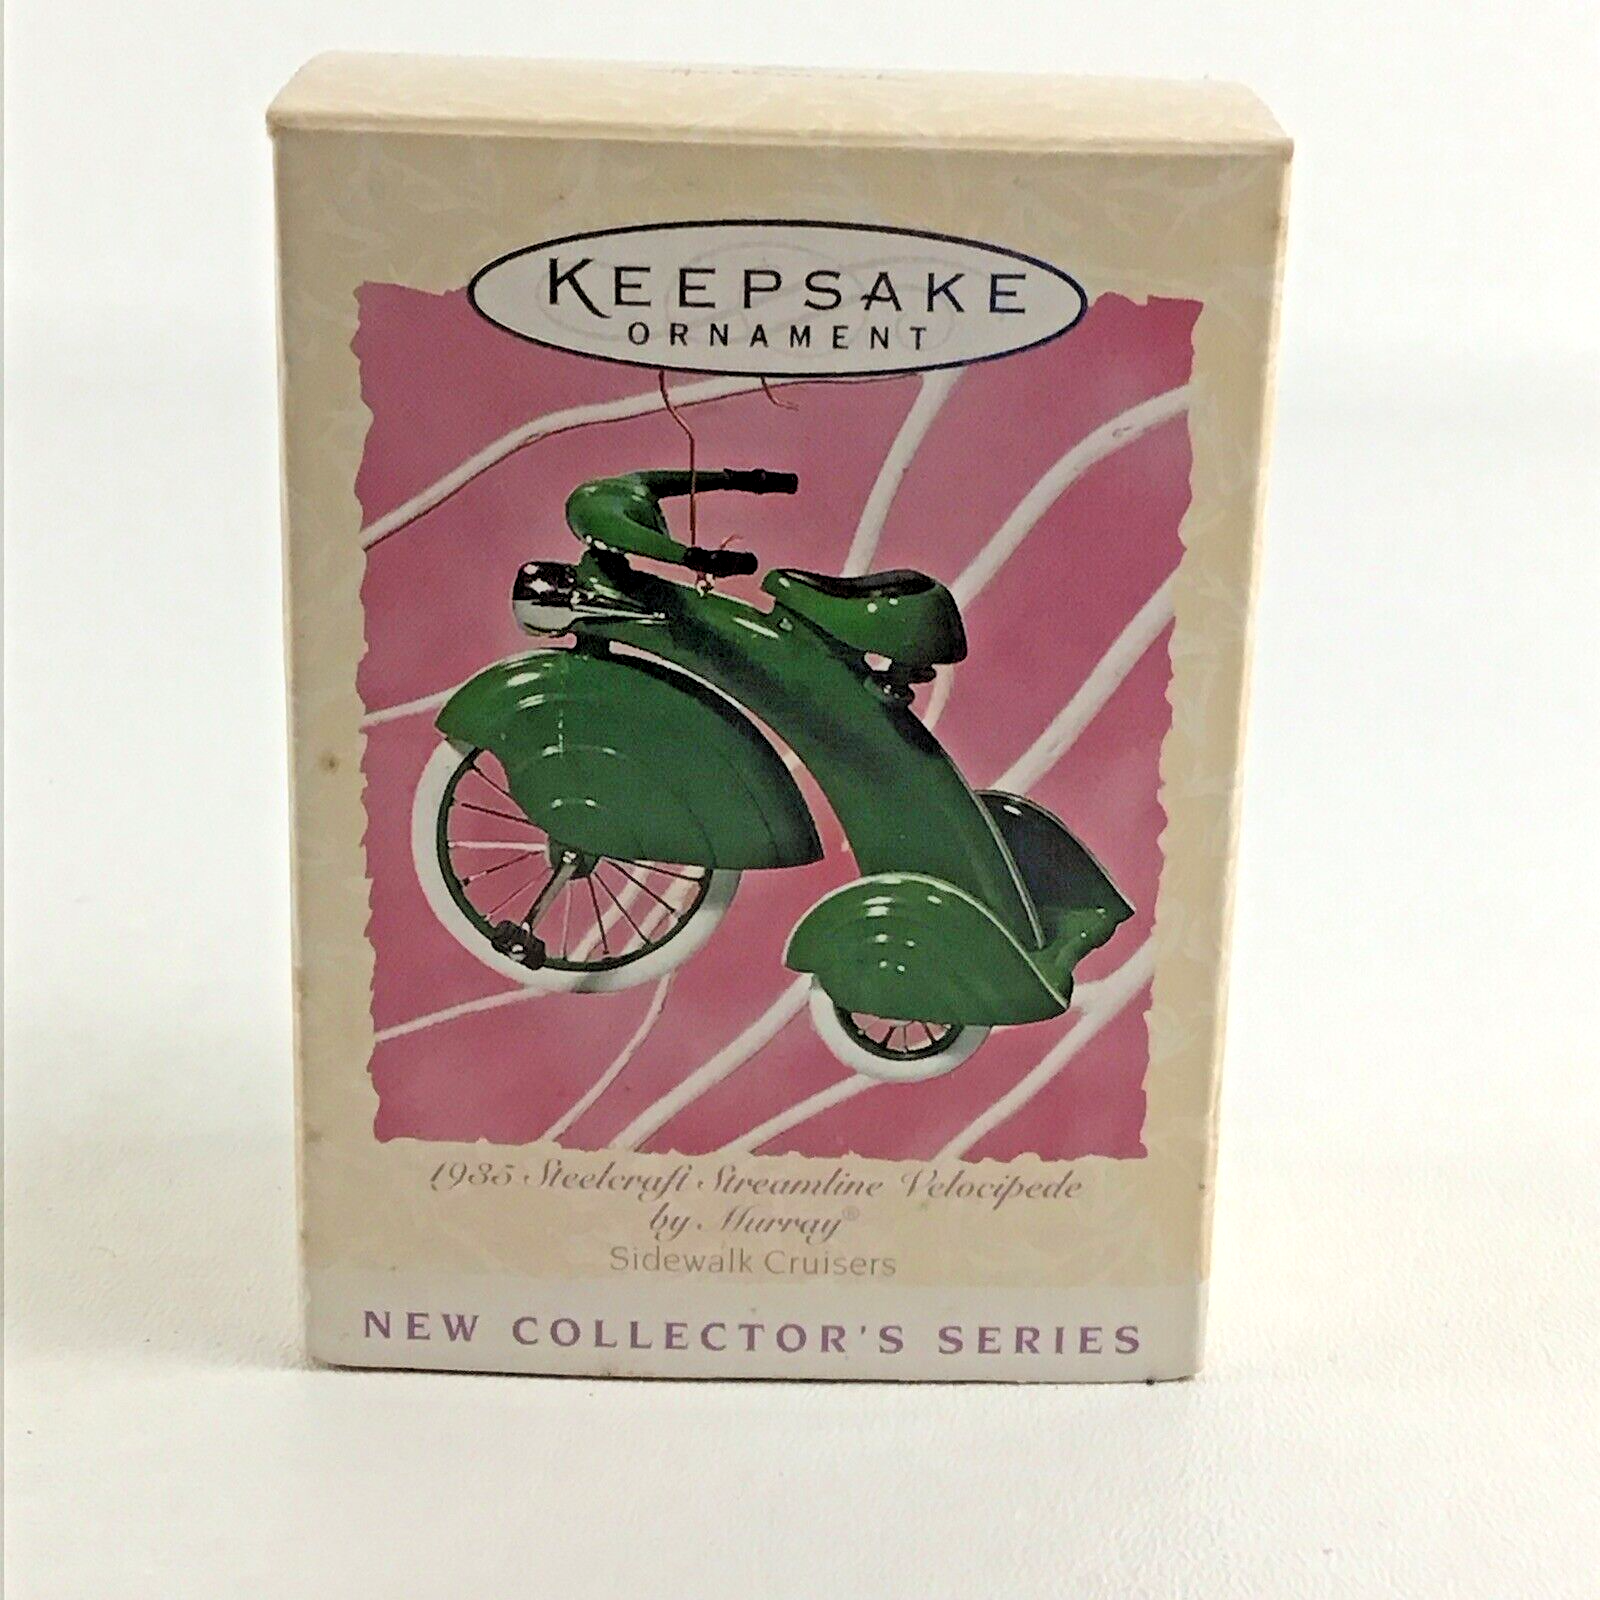 KEEPSAKE
ORNAMENT
1935 Steelcraft Streamline Velocipede
by Murray®
Sidewalk Cruisers
NEW COLLECTOR'S SERIES